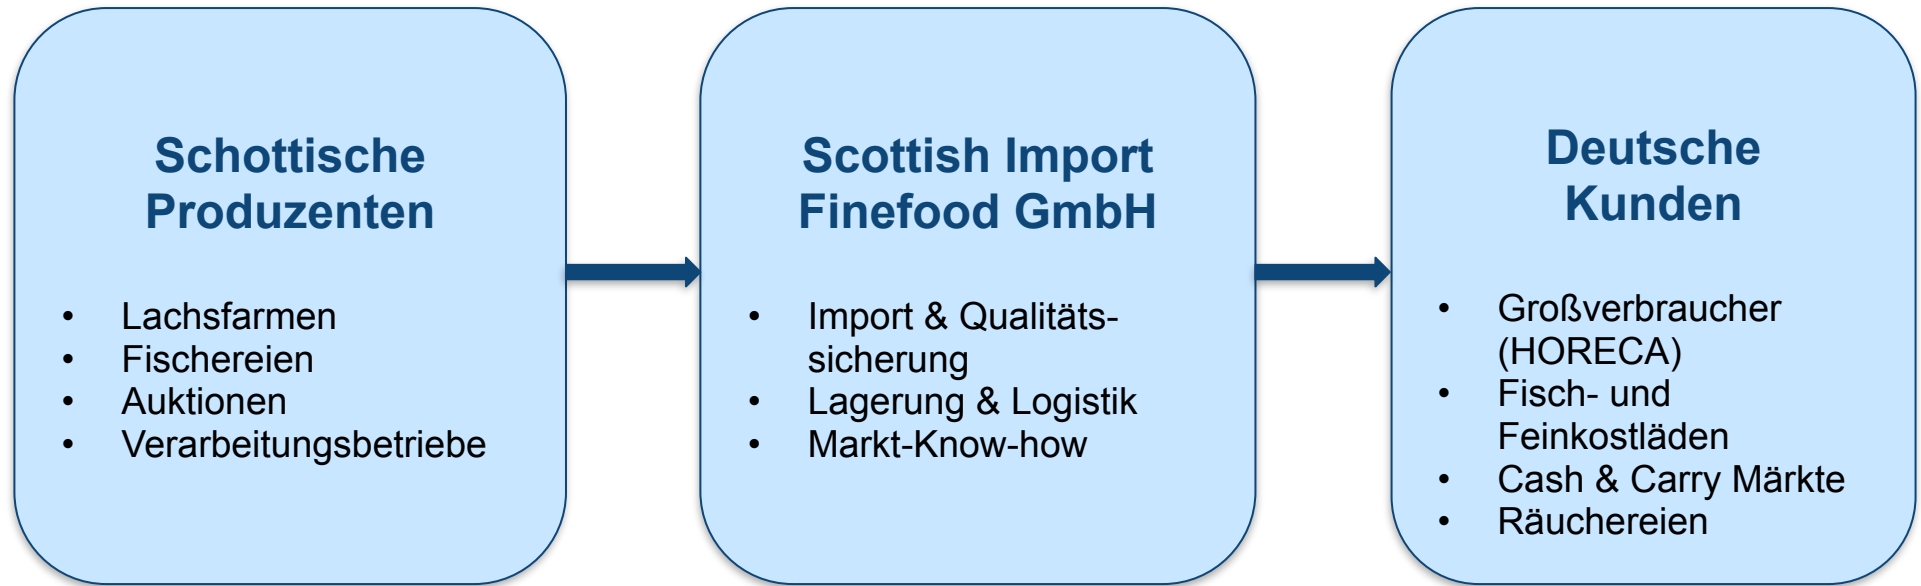 Schottische
Produzenten
• Lachsfarmen
• Fischereien
• Auktionen
• Verarbeitungsbetriebe
Scottish Import
Finefood GmbH
• Import & Qualitäts-
sicherung
• Lagerung & Logistik
• Markt-Know-how
Deutsche
Kunden
• Großverbraucher
(HORECA)
• Fisch- und
Feinkostläden
• Cash & Carry Märkte
• Räuchereien